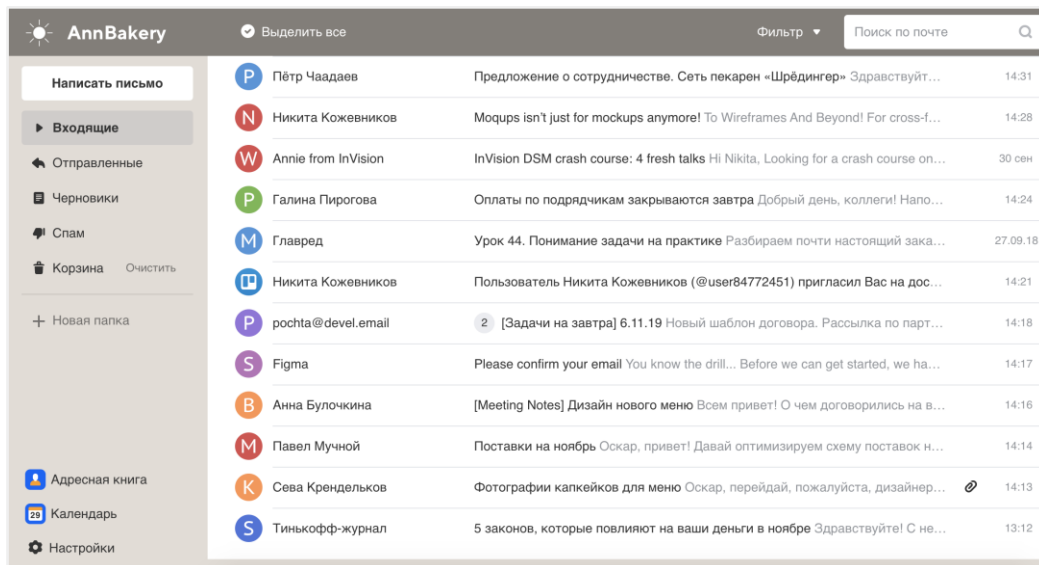 AnnBakery Выделить все Фильтр Поиск по почте
Написать письмо
Входящие
Отправленные
Черновики
Спам
Корзина Очистить
Новая папка
Адресная книга
29 Календарь
Настройки
P Пётр Чаадаев Предложение о сотрудничестве. Сеть пекарен «Шрёдингер» Здравствуйт... 14:31
N Никита Кожевников Moqups isn't just for mockups anymore! To Wireframes And Beyond! For cross-f... 14:28
W Annie from InVision InVision DSM crash course: 4 fresh talks Hi Nikita, Looking for a crash course on... 30 сен
P Галина Пирогова Оплаты по подрядчикам закрываются завтра Добрый день, коллеги! Напо... 14:24
M Главред Урок 44. Понимание задачи на практике Разбираем почти настоящий зака... 27.09.18
Никита Кожевников Пользователь Никита Кожевников (@user84772451) пригласил Вас на дос... 14:21
P pochta@devel.email 2 [Задачи на завтра] 6.11.19 Новый шаблон договора. Рассылка по парт... 14:18
S Figma Please confirm your email You know the drill... Before we can get started, we ha... 14:17
B Анна Булочкина [Meeting Notes] Дизайн нового меню Всем привет! О чем договорились на в... 14:16
M Павел Мучной Поставки на ноябрь Оскар, привет! Давай оптимизируем схему поставок н... 14:14
K Сева Крендельков Фотографии капкейков для меню Оскар, перейдай, пожалуйста, дизайнер... 14:13
S Тинькофф-журнал 5 законов, которые повлияют на ваши деньги в ноябре Здравствуйте! С не... 13:12